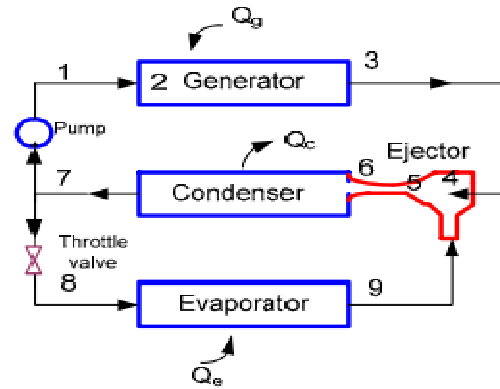 Qg
1
2 Generator
3
Pump
Qc
Ejector
7
Condenser
6
5
4
Throttle
valve
8
Evaporator
9
Qe